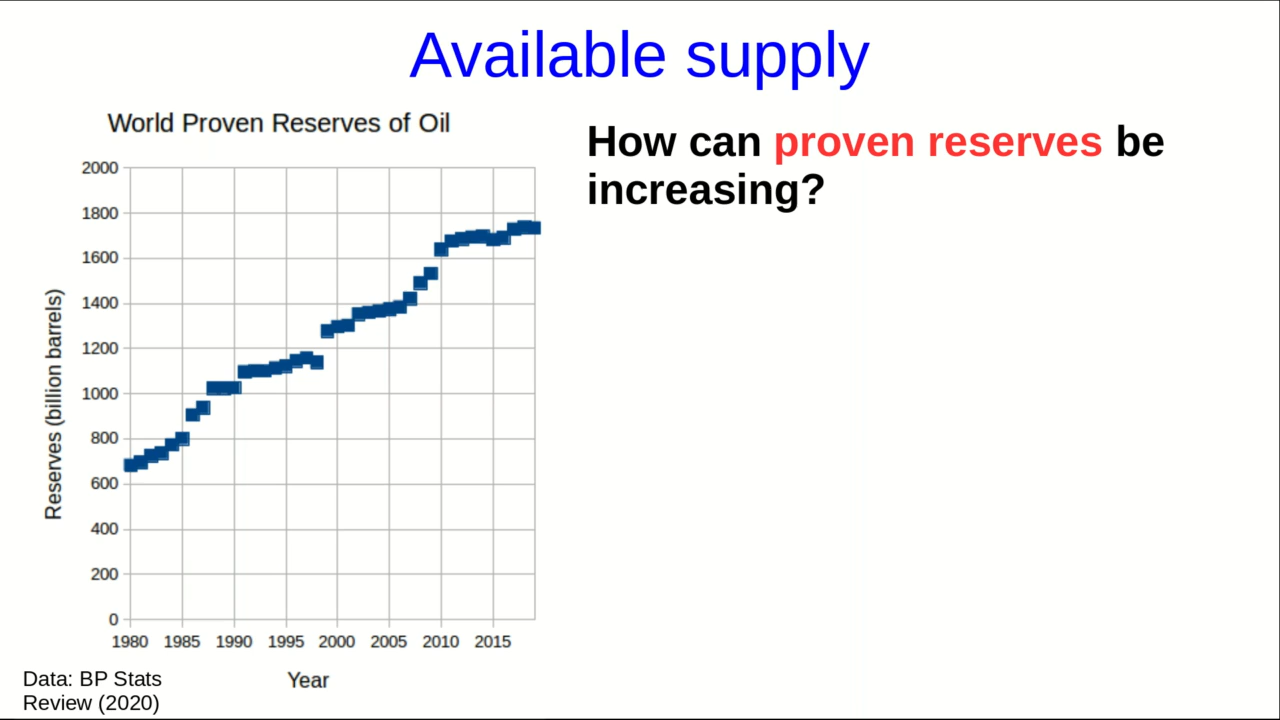 Available supply
World Proven Reserves of Oil
How can proven reserves be
increasing?
Reserves (billion barrels)
2000
1800
1600
1400
1200
1000
800
600
400
200
0
1980 1985 1990 1995 2000 2005 2010 2015
Year
Data: BP Stats
Review (2020)